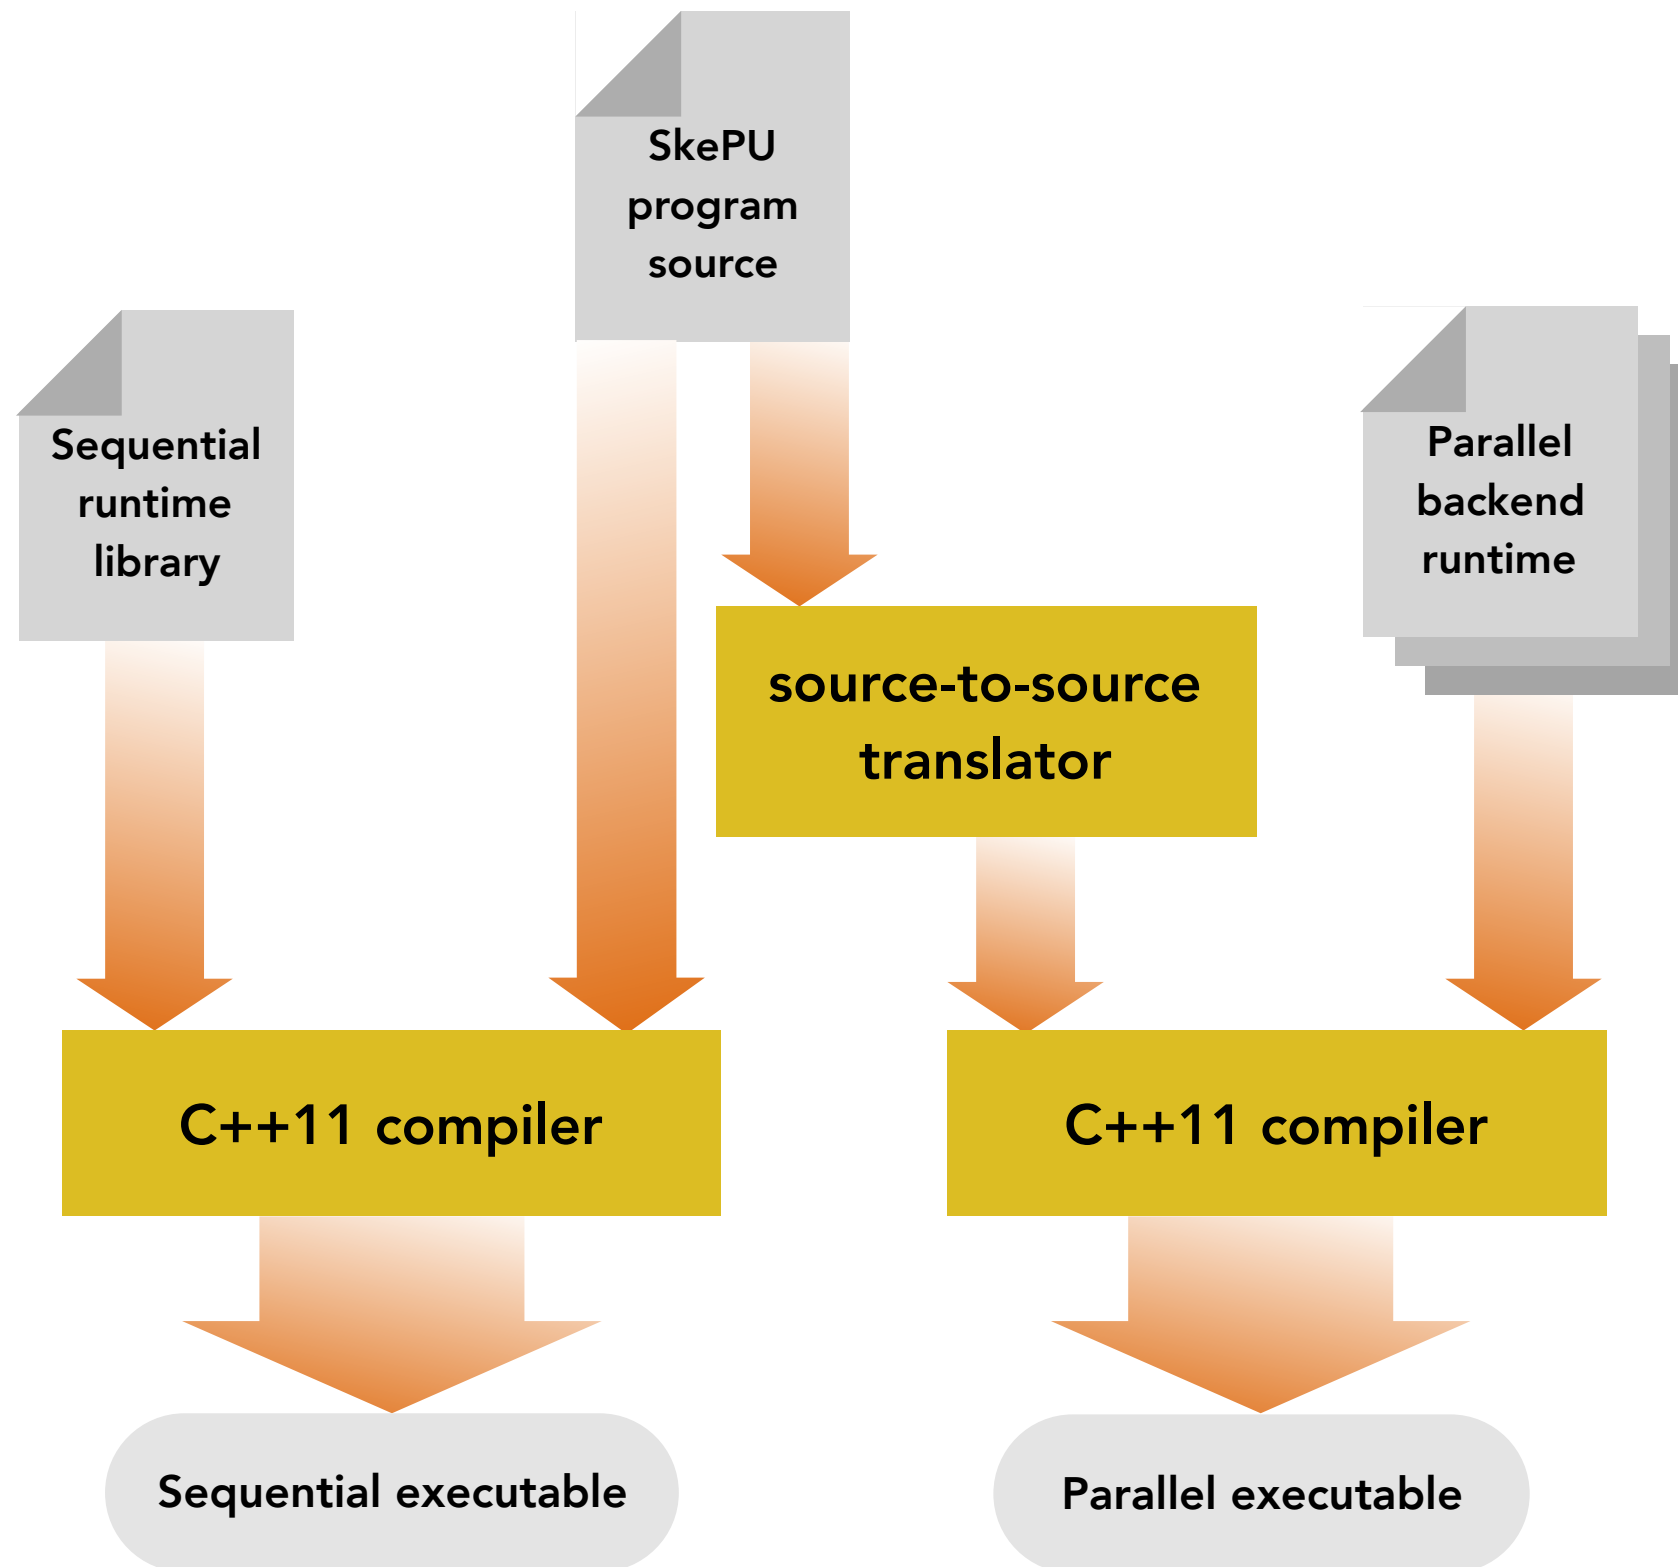 SkePU
program
source
Sequential
runtime
library
Parallel
backend
runtime
source-to-source
translator
C++11 compiler
C++11 compiler
Sequential executable
Parallel executable